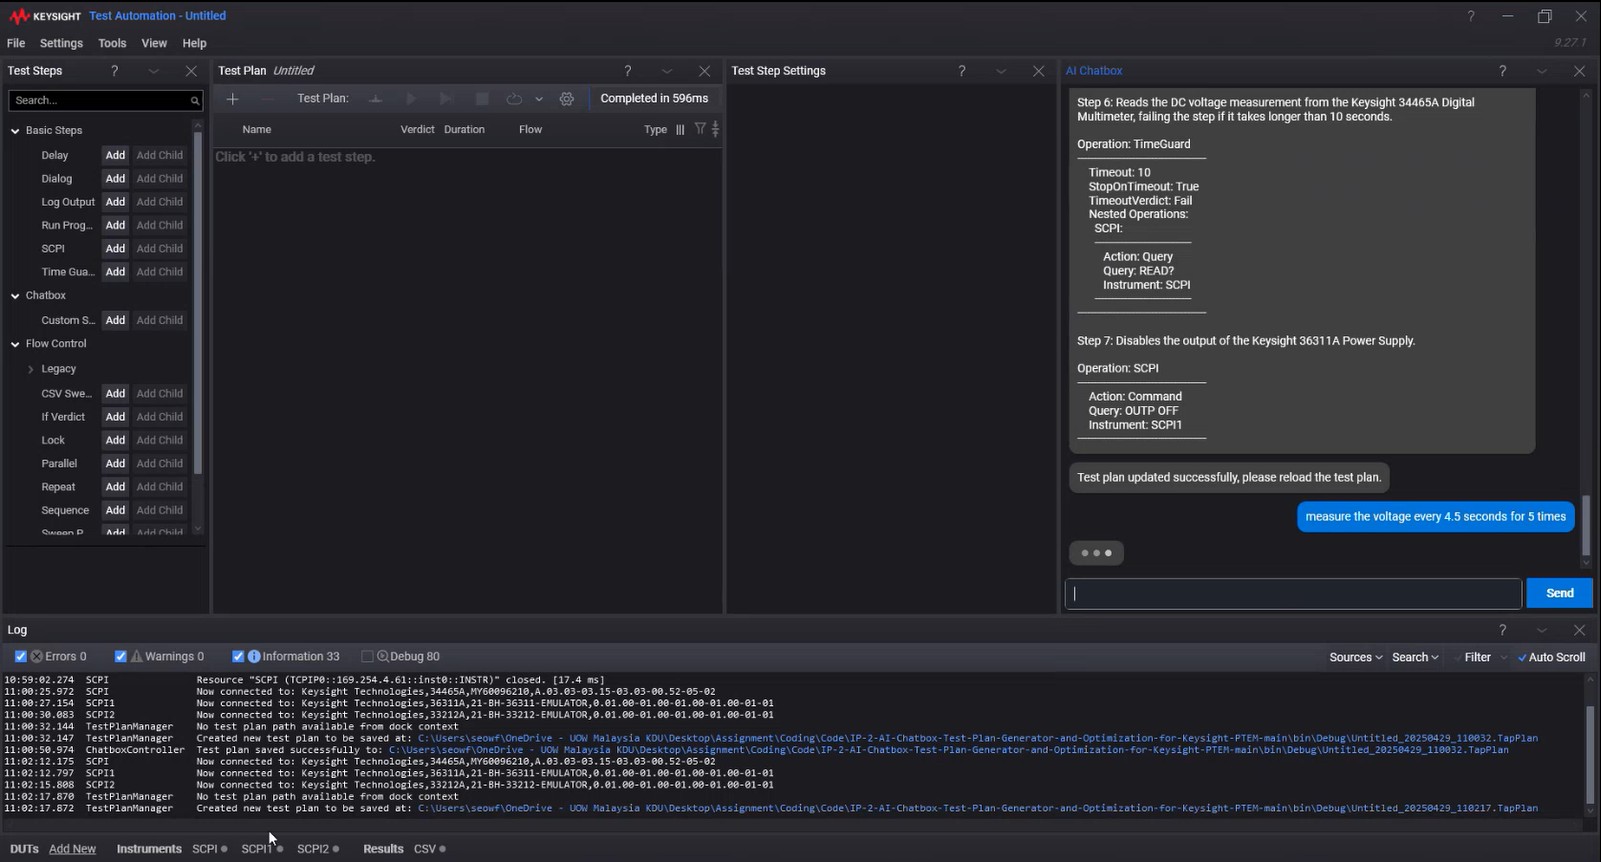 KEYSIGHT Test Automation - Untitled ?
File Settings Tools View Help 9.27.1
Test Steps ?
Search...
Basic Steps
Delay Add Add Child
Dialog Add Add Child
Log Output Add Add Child
Run Prog... Add Add Child
SCPI Add Add Child
Time Gua... Add Add Child
Chatbox
Custom S... Add Add Child
Flow Control
Legacy
CSV Swe... Add Add Child
If Verdict Add Add Child
Lock Add Add Child
Parallel Add Add Child
Repeat Add Add Child
Sequence Add Add Child
Sweep P Add Add Child
Test Plan Untitled ?
Test Plan: Completed in 596ms
Name Verdict Duration Flow Type
Click '+' to add a test step.
Test Step Settings ?
AI Chatbox ?
Step 6: Reads the DC voltage measurement from the Keysight 34465A Digital
Multimeter, failing the step if it takes longer than 10 seconds.
Operation: TimeGuard
Timeout: 10
StopOnTimeout: True
TimeoutVerdict: Fail
Nested Operations:
SCPI:
Action: Query
Query: READ?
Instrument: SCPI
Step 7: Disables the output of the Keysight 36311A Power Supply.
Operation: SCPI
Action: Command
Query: OUTP OFF
Instrument: SCPI1
Test plan updated successfully, please reload the test plan.
measure the voltage every 4.5 seconds for 5 times
Send
Log ?
Errors 0 Warnings 0 Information 33 Debug 80 Sources Search Filter Auto Scroll
10:59:02.274 SCPI Resource "SCPI (TCPIP0::169.254.4.61::inst0::INSTR)" closed. [17.4 ms]
11:00:25.972 SCPI Now connected to: Keysight Technologies,34465A,MY60096210,A.03.03-03.15-03.03-00.52-05-02
11:00:27.154 SCPI1 Now connected to: Keysight Technologies,36311A,21-BH-36311-EMULATOR,0.01.00-01.00-01.00-01.00-01-01
11:00:30.083 SCPI2 Now connected to: Keysight Technologies,33212A,21-BH-33212-EMULATOR,0.01.00-01.00-01.00-01.00-01-01
11:00:32.144 TestPlanManager No test plan path available from dock context
11:00:32.147 TestPlanManager Created new test plan to be saved at: C:\Users\seowf\OneDrive - UOW Malaysia KDU\Desktop\Assignment\Coding\Code\IP-2-AI-Chatbox-Test-Plan-Generator-and-Optimization-for-Keysight-PTEM-main\bin\Debug\Untitled_20250429_110032.TapPlan
11:00:50.974 ChatboxController Test plan saved successfully to: C:\Users\seowf\OneDrive - UOW Malaysia KDU\Desktop\Assignment\Coding\Code\IP-2-AI-Chatbox-Test-Plan-Generator-and-Optimization-for-Keysight-PTEM-main\bin\Debug\Untitled_20250429_110032.TapPlan
11:02:12.175 SCPI Now connected to: Keysight Technologies,34465A,MY60096210,A.03.03-03.15-03.03-00.52-05-02
11:02:12.797 SCPI1 Now connected to: Keysight Technologies,36311A,21-BH-36311-EMULATOR,0.01.00-01.00-01.00-01.00-01-01
11:02:15.808 SCPI2 Now connected to: Keysight Technologies,33212A,21-BH-33212-EMULATOR,0.01.00-01.00-01.00-01.00-01-01
11:02:17.870 TestPlanManager No test plan path available from dock context
11:02:17.872 TestPlanManager Created new test plan to be saved at: C:\Users\seowf\OneDrive - UOW Malaysia KDU\Desktop\Assignment\Coding\Code\IP-2-AI-Chatbox-Test-Plan-Generator-and-Optimization-for-Keysight-PTEM-main\bin\Debug\Untitled_20250429_110217.TapPlan
DUTs Add New Instruments SCPI SCPI1 SCPI2 Results CSV